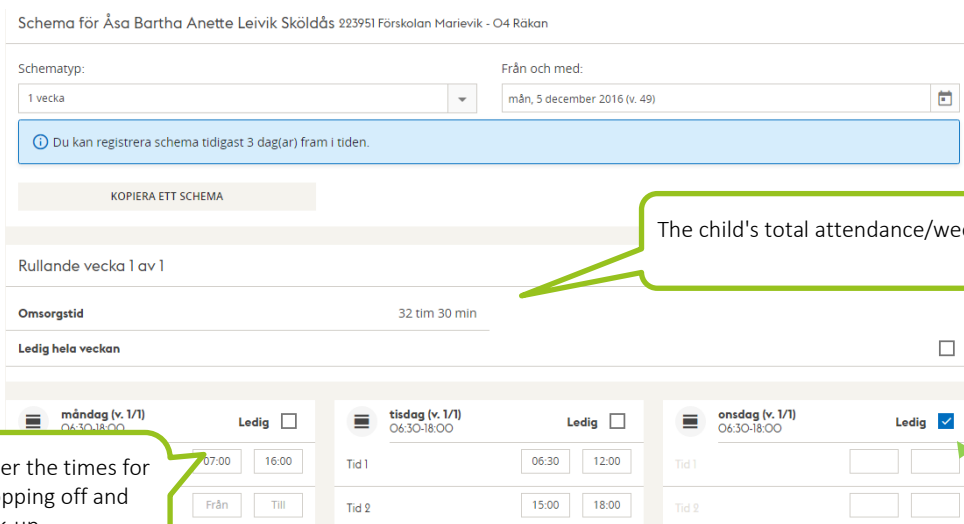 Schema för Åsa Bartha Anette Leivik Sköldås 223951 Förskolan Marievik - O4 Räkan
Schematyp: Från och med:
1 vecka mån, 5 december 2016 (v. 49)
Du kan registrera schema tidigast 3 dag(ar) fram i tiden.
KOPIERA ETT SCHEMA
The child's total attendance/
Rullande vecka 1 av 1
Omsorgstid 32 tim 30 min
Ledig hela veckan
måndag (v. 1/1) Ledig tisdag (v. 1/1) Ledig onsdag (v. 1/1) Ledig
06:30-18:00 06:30-18:00 06:30-18:00
the times for
07:00 16:00 Tid 1 06:30 12:00 Tid 1
off and
Från Till Tid 2 15:00 18:00 Tid 2